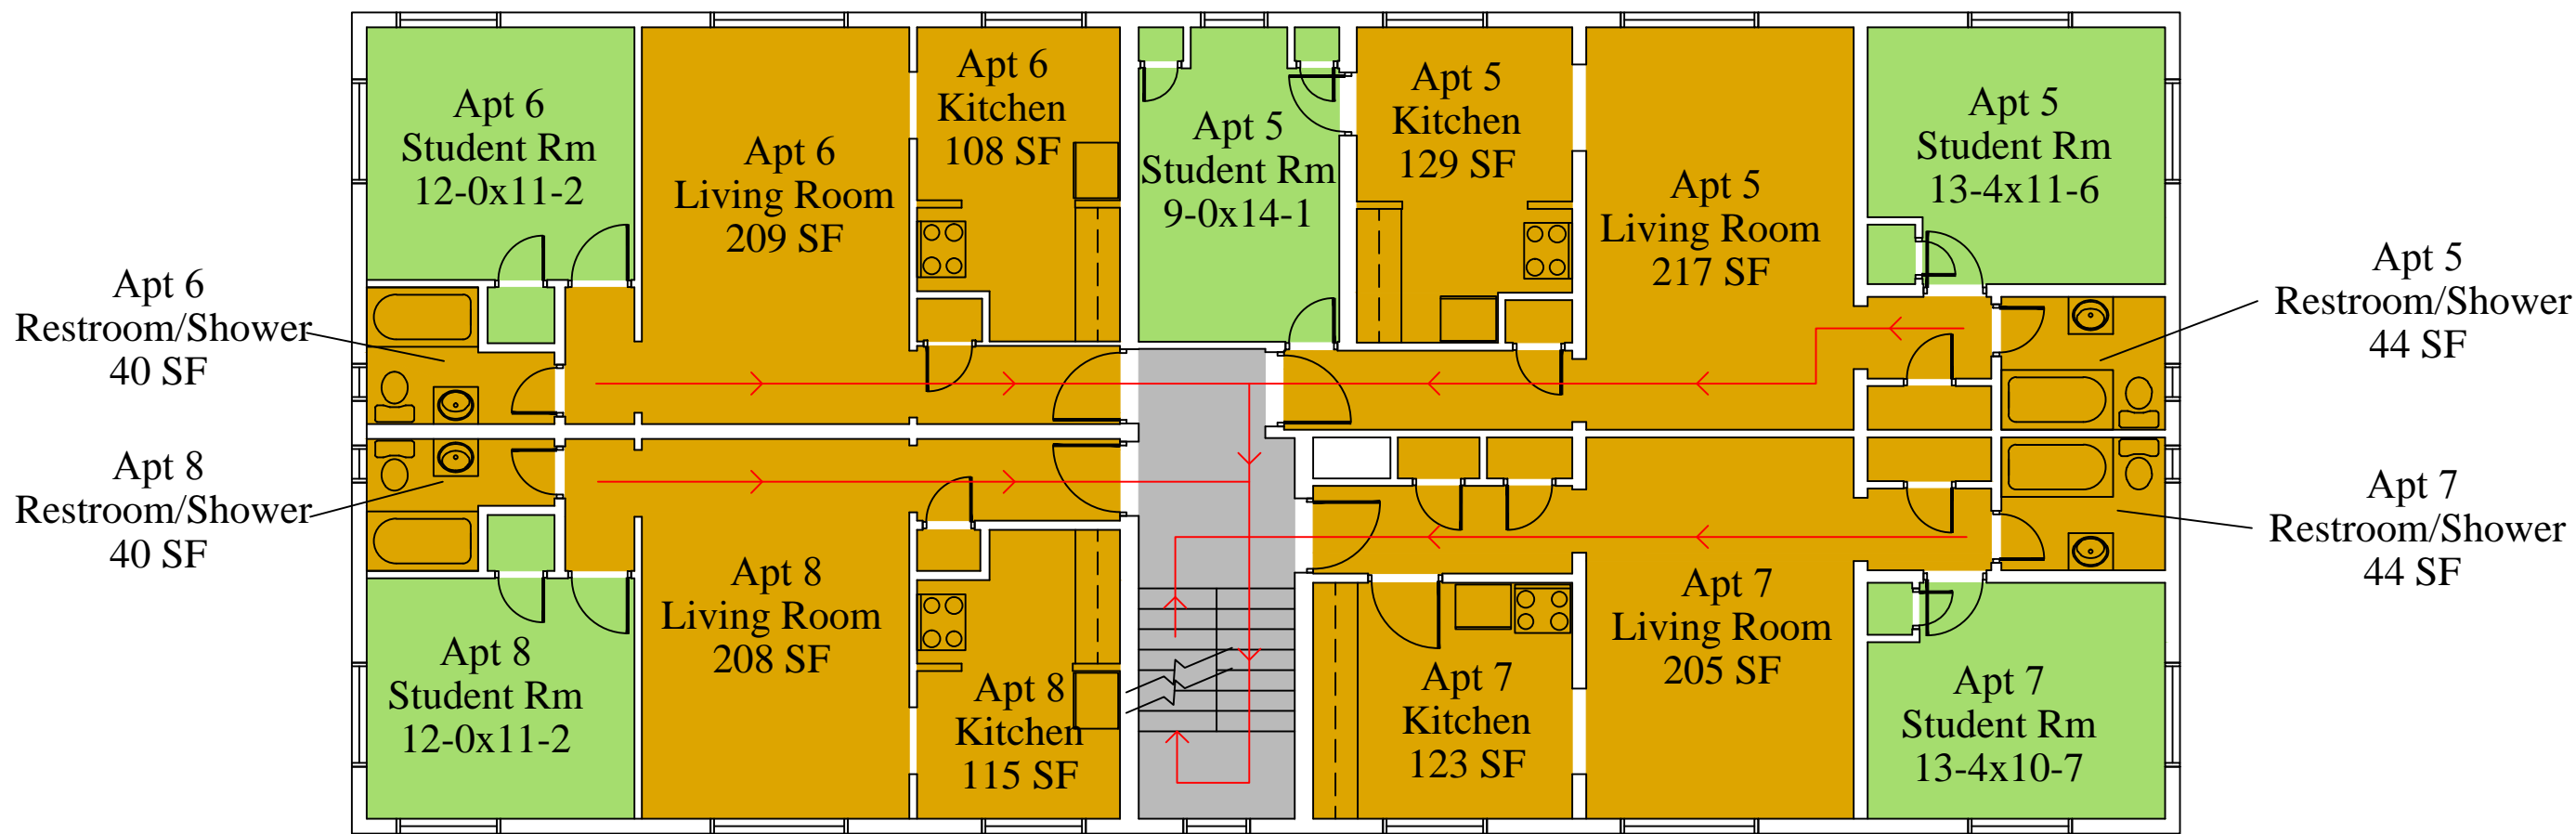 Apt 6
Student Rm
12-0x11-2
Apt 6
Living Room
209 SF
Apt 6
Kitchen
108 SF
Apt 5
Student Rm
9-0x14-1
Apt 5
Kitchen
129 SF
Apt 5
Living Room
217 SF
Apt 5
Student Rm
13-4x11-6
Apt 6
Restroom/Shower
40 SF
Apt 5
Restroom/Shower
44 SF
Apt 8
Restroom/Shower
40 SF
Apt 7
Restroom/Shower
44 SF
Apt 8
Student Rm
12-0x11-2
Apt 8
Living Room
208 SF
Apt 8
Kitchen
115 SF
Apt 7
Kitchen
123 SF
Apt 7
Living Room
205 SF
Apt 7
Student Rm
13-4x10-7